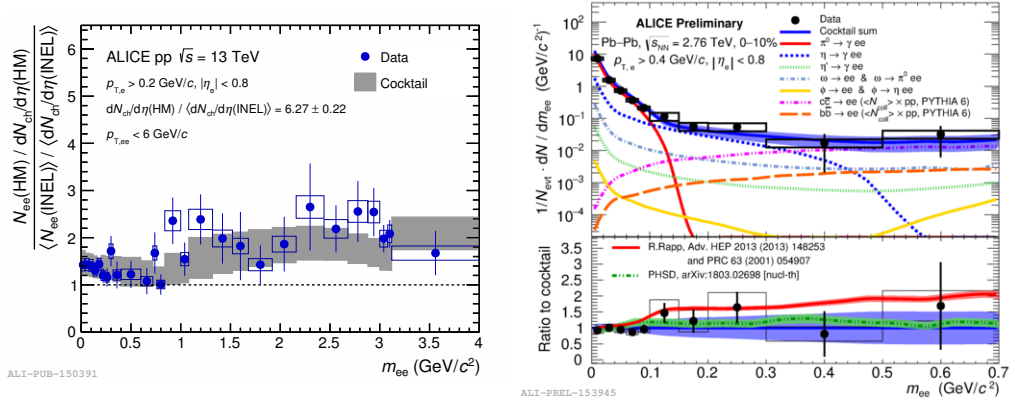 N_ee(HM) / dN_ch/dη(HM)
⟨N_ee(INEL)⟩ / ⟨dN_ch/dη(INEL)⟩
6
5
4
3
2
1
0
ALICE pp √s = 13 TeV
p_T,e > 0.2 GeV/c, |η_e| < 0.8
dN_ch/dη(HM) / ⟨dN_ch/dη(INEL)⟩ = 6.27 ± 0.22
p_T,ee < 6 GeV/c
Data
Cocktail
0 0.5 1 1.5 2 2.5 3 3.5 4
m_ee (GeV/c²)
ALI-PUB-150391
1/N_evt · dN / dm_ee (GeV/c²)⁻¹
10²
10
1
10⁻¹
10⁻²
10⁻³
10⁻⁴
ALICE Preliminary
Pb–Pb, √s_NN = 2.76 TeV, 0–10%
p_T,e > 0.4 GeV/c, |η_e| < 0.8
Data
Cocktail sum
π⁰ → γ ee
η → γ ee
η' → γ ee
ω → ee & ω → π⁰ ee
ϕ → ee & ϕ → η ee
cc̄ → ee (<N_coll> × pp, PYTHIA 6)
bb̄ → ee (<N_coll> × pp, PYTHIA 6)
Ratio to cocktail
3.5
3
2.5
2
1.5
1
0.5
0
R.Rapp, Adv. HEP 2013 (2013) 148253
and PRC 63 (2001) 054907
PHSD, arXiv:1803.02698 [nucl-th]
0 0.1 0.2 0.3 0.4 0.5 0.6 0.7
m_ee (GeV/c²)
ALI-PREL-153945